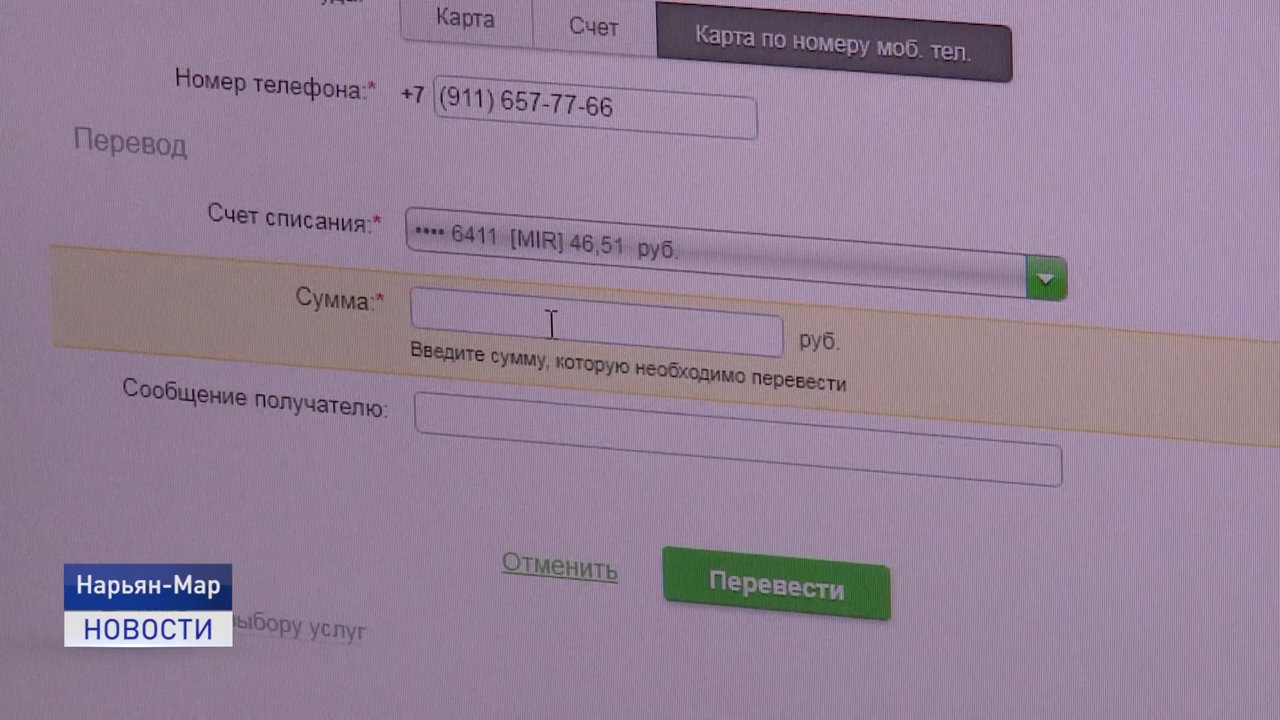 Карта
Счет
Карта по номеру моб. тел.
Номер телефона:*
+7 (911) 657-77-66
Перевод
Счет списания:*
•••• 6411 [MIR] 46,51 руб.
Сумма:*
руб.
Введите сумму, которую необходимо перевести
Сообщение получателю:
Отменить
Перевести
услуг
Нарьян-Мар
НОВОСТИ